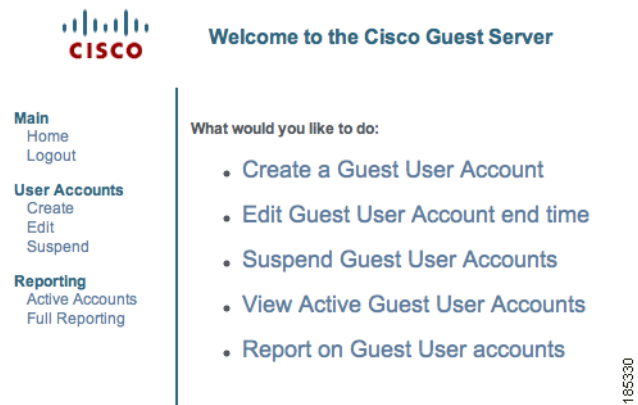 CISCO
Welcome to the Cisco Guest Server
Main
Home
Logout
User Accounts
Create
Edit
Suspend
Reporting
Active Accounts
Full Reporting
What would you like to do:
• Create a Guest User Account
• Edit Guest User Account end time
• Suspend Guest User Accounts
• View Active Guest User Accounts
• Report on Guest User accounts
185330